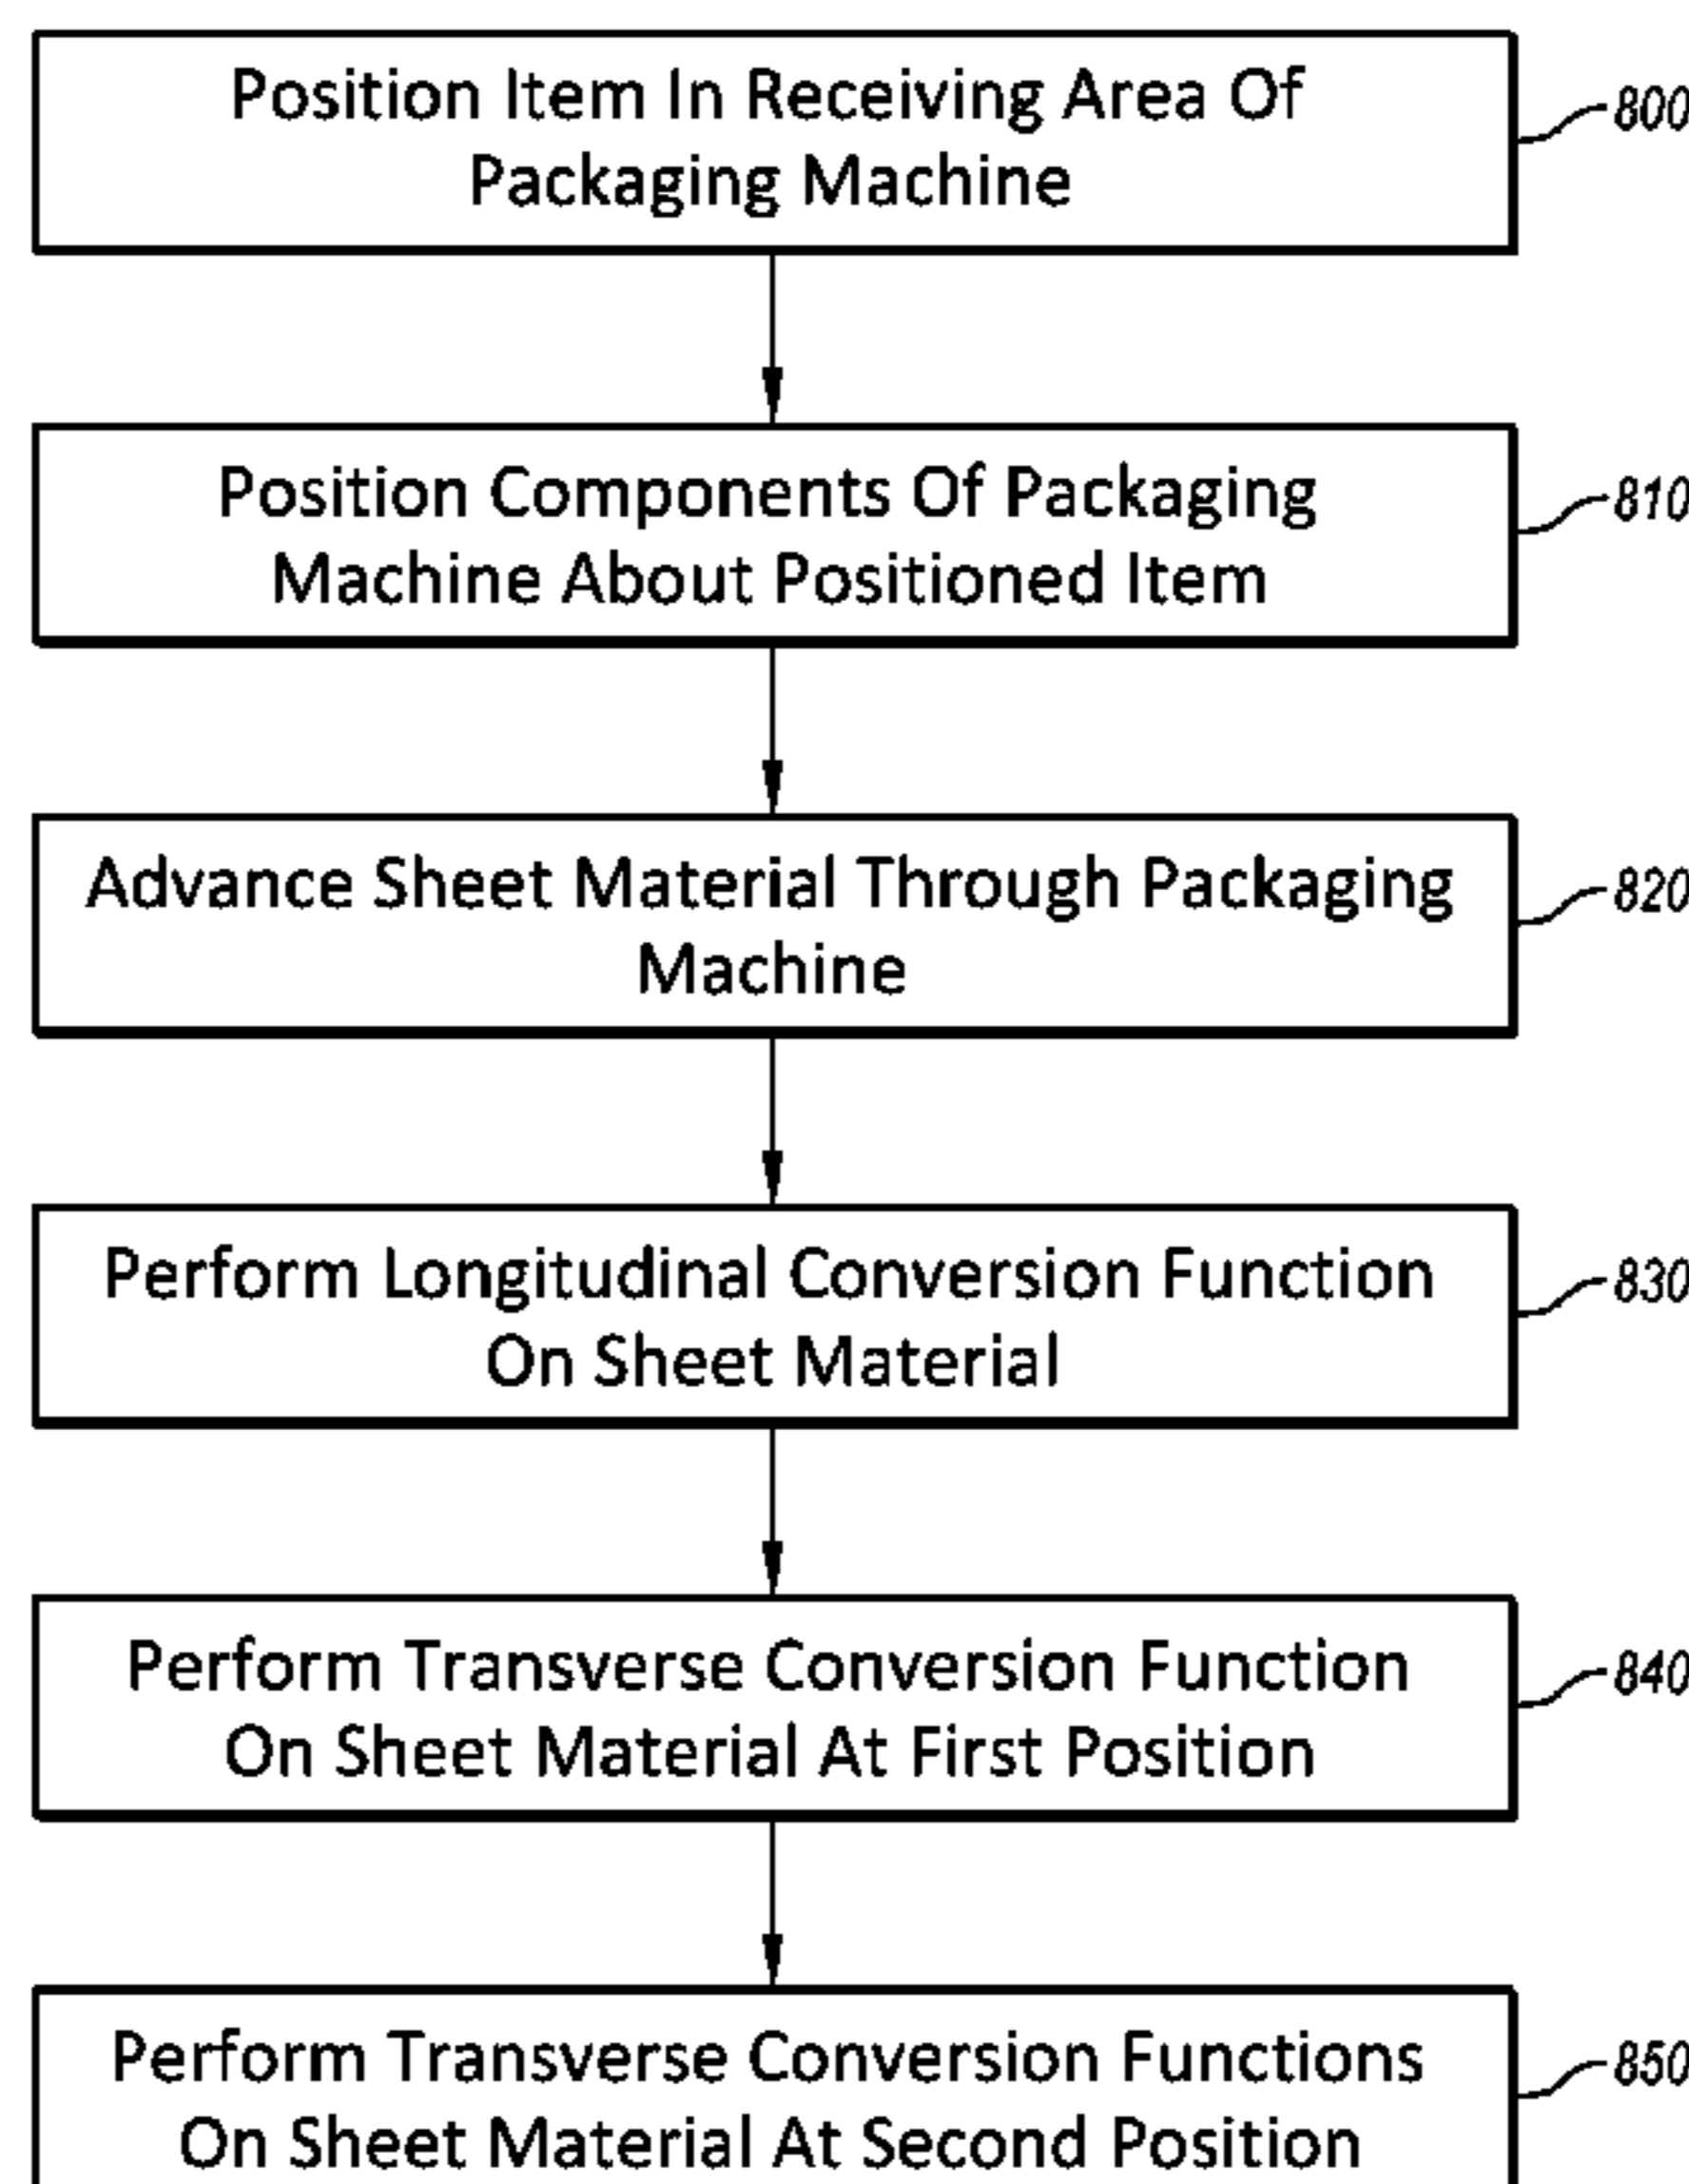 Position Item In Receiving Area Of
Packaging Machine
800
Position Components Of Packaging
Machine About Positioned Item
810
Advance Sheet Material Through Packaging
Machine
820
Perform Longitudinal Conversion Function
On Sheet Material
830
Perform Transverse Conversion Function
On Sheet Material At First Position
840
Perform Transverse Conversion Functions
On Sheet Material At Second Position
850